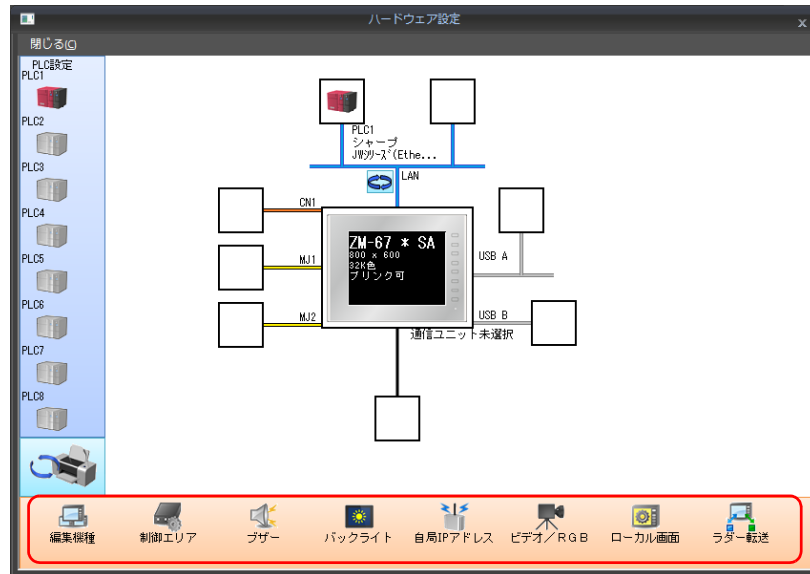 ハードウェア設定
x
閉じる(C)
PLC設定
PLC1
PLC2
PLC3
PLC4
PLC5
PLC6
PLC7
PLC8
PLC1
シャープ
JWシリーズ(Ethe...
LAN
CN1
MJ1
MJ2
ZM-67 * SA
800 x 600
32K色
ブリンク可
USB A
USB B
通信ユニット未選択
編集機種
制御エリア
ブザー
バックライト
自局IPアドレス
ビデオ/RGB
ローカル画面
ラダー転送